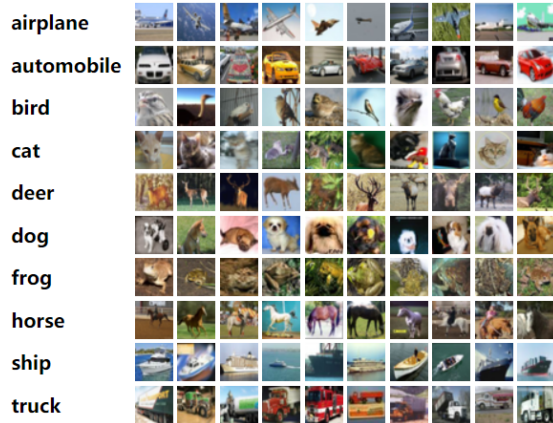 airplane
automobile
bird
cat
deer
dog
frog
horse
ship
truck